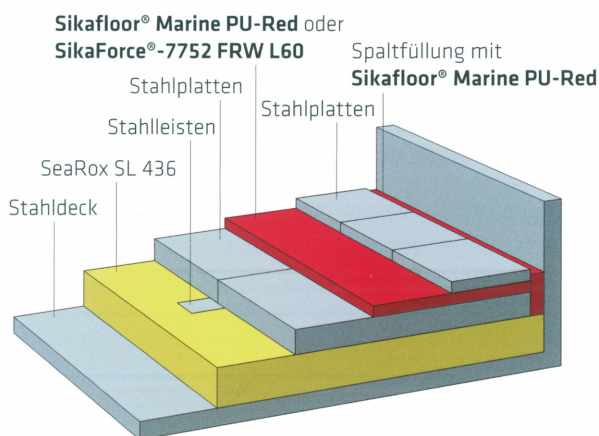 Sikafloor® Marine PU-Red oder
SikaForce®-7752 FRW L60
Spaltfüllung mit
Sikafloor® Marine PU-Red
Stahlplatten
Stahlplatten
Stahlleisten
SeaRox SL 436
Stahldeck